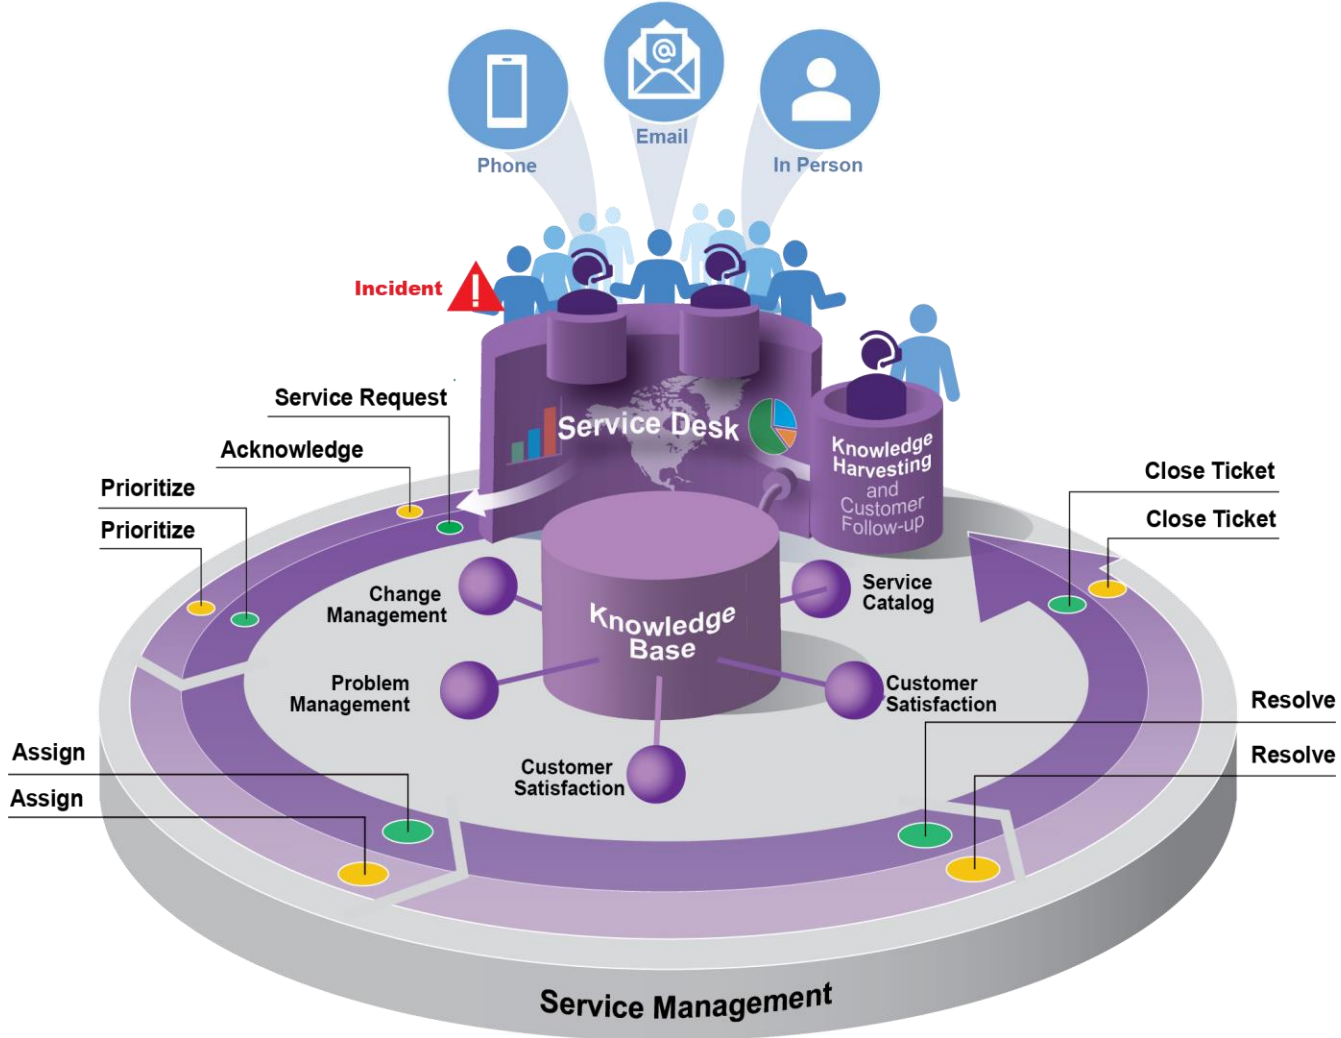 Phone
Email
In Person
Incident
Service Request
Acknowledge
Prioritize
Prioritize
Service Desk
Knowledge
Harvesting
and
Customer
Follow-up
Close Ticket
Close Ticket
Change
Management
Knowledge
Base
Service
Catalog
Problem
Management
Customer
Satisfaction
Customer
Satisfaction
Resolve
Resolve
Assign
Assign
Service Management